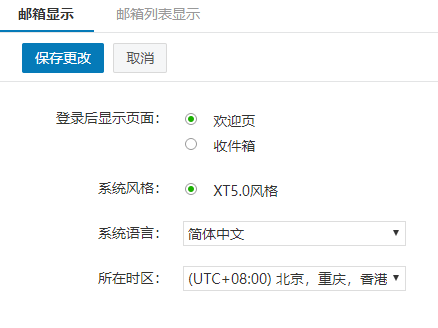 邮箱显示 邮箱列表显示
保存更改 取消
登录后显示页面： 欢迎页
收件箱
系统风格： XT5.0风格
系统语言： 简体中文
所在时区： (UTC+08:00) 北京，重庆，香港